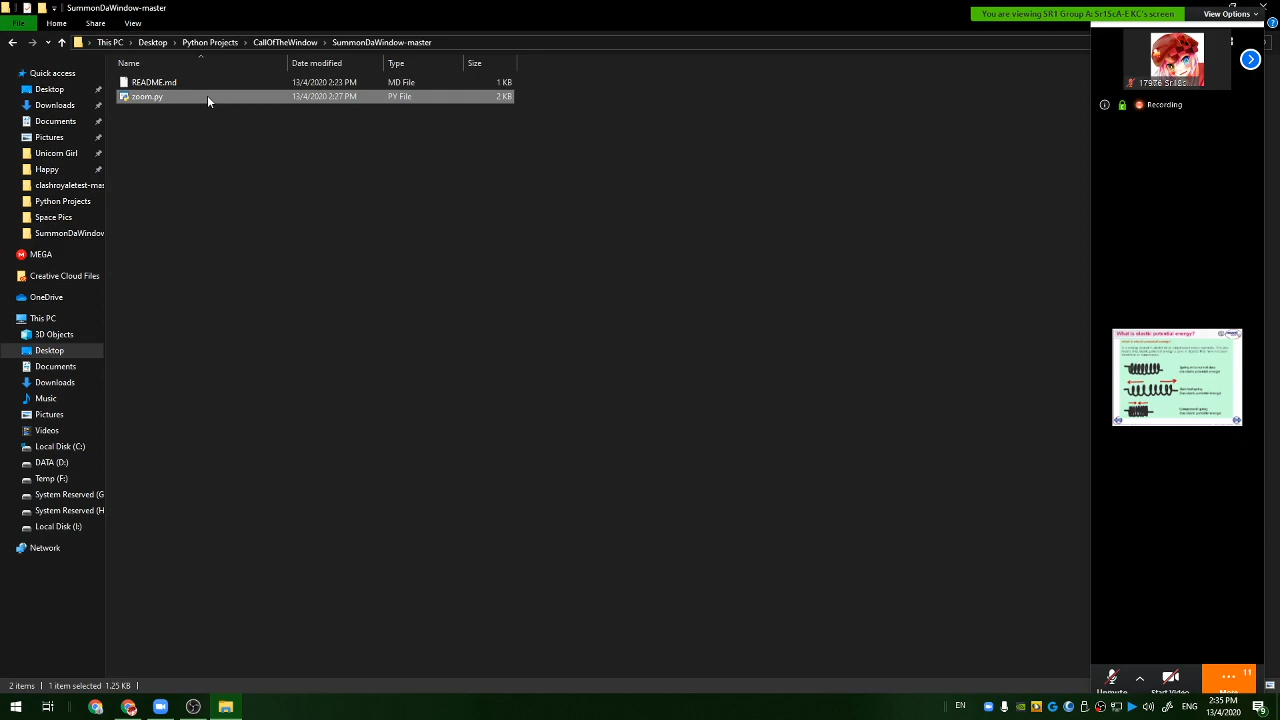 SummonDaWindow-master
You are viewing SR1 Group A: Sr1ScA-E KC's screen
View Options
File
Home
Share
View
This PC > Desktop > Python Projects > CallOfTheWindow > SummonDaWindow-master
Name
Date modified
Type
Size
README.md 13/4/2020 2:23 PM MD File 1 KB
zoom.py 13/4/2020 2:27 PM PY File 2 KB
Quick access
Desktop
Downloads
Documents
Pictures
Unicorn Girl
Happy
clashroyaletest-mas
Python Projects
Space Pics
SummonDaWindow
MEGA
Creative Cloud Files
OneDrive
This PC
3D Objects
Desktop
Documents
Downloads
Music
Pictures
Videos
Local Disk (C:)
DATA (D:)
Temp (F:)
System Reserved (G
System Reserved (H
Local Disk (I:)
Network
Recording
What is elastic potential energy?
2 items
1 item selected 1.25 KB
11
Unmute
Start Video
More
2:35 PM
13/4/2020